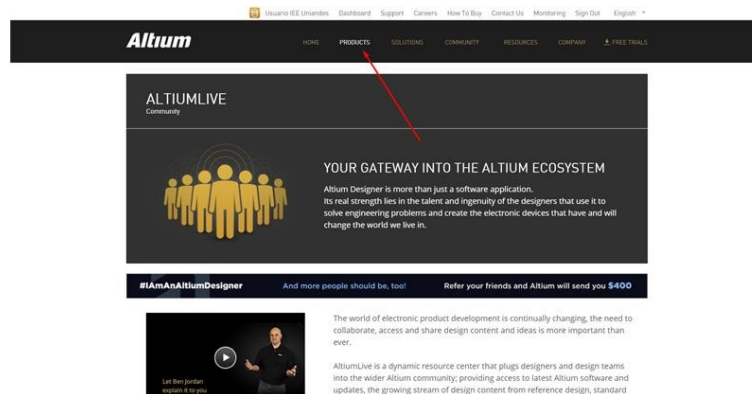 Usuario IEE Uniandes Dashboard Support Careers How To Buy Contact Us Monitoring Sign Out English
Altium
HOME PRODUCTS SOLUTIONS COMMUNITY RESOURCES COMPANY FREE TRIALS
ALTIUMLIVE
Community
YOUR GATEWAY INTO THE ALTIUM ECOSYSTEM
Altium Designer is more than just a software application.
Its real strength lies in the talent and ingenuity of the designers that use it to
solve engineering problems and create the electronic devices that have and will
change the world we live in.
#IAmAnAltiumDesigner And more people should be, too! Refer your friends and Altium will send you $400
Let Ben Jordan
explain it to you
The world of electronic product development is continually changing, the need to
collaborate, access and share design content and ideas is more important than
ever.
AltiumLive is a dynamic resource center that plugs designers and design teams
into the wider Altium community; providing access to latest Altium software and
updates, the growing stream of design content from reference design, standard